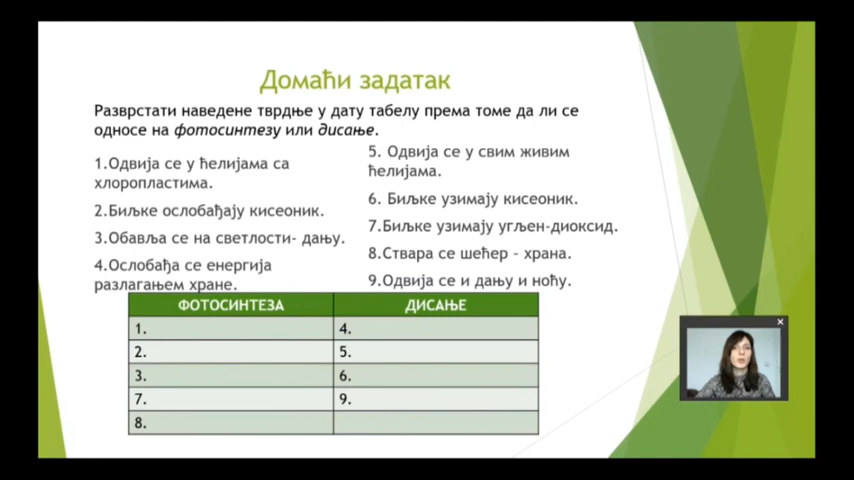 Домаћи задатак
Разврстати наведене тврдње у дату табелу према томе да ли се
односе на фотосинтезу или дисање.
1.Одвија се у ћелијама са
хлоропластима.
2.Биљке ослобађају кисеоник.
3.Обавља се на светлости- дању.
4.Ослобађа се енергија
разлагањем хране.
5. Одвија се у свим живим
ћелијама.
6. Биљке узимају кисеоник.
7.Биљке узимају угљен-диоксид.
8.Ствара се шећер – храна.
9.Одвија се и дању и ноћу.
ФОТОСИНТЕЗА ДИСАЊЕ
1. 4.
2. 5.
3. 6.
7. 9.
8.